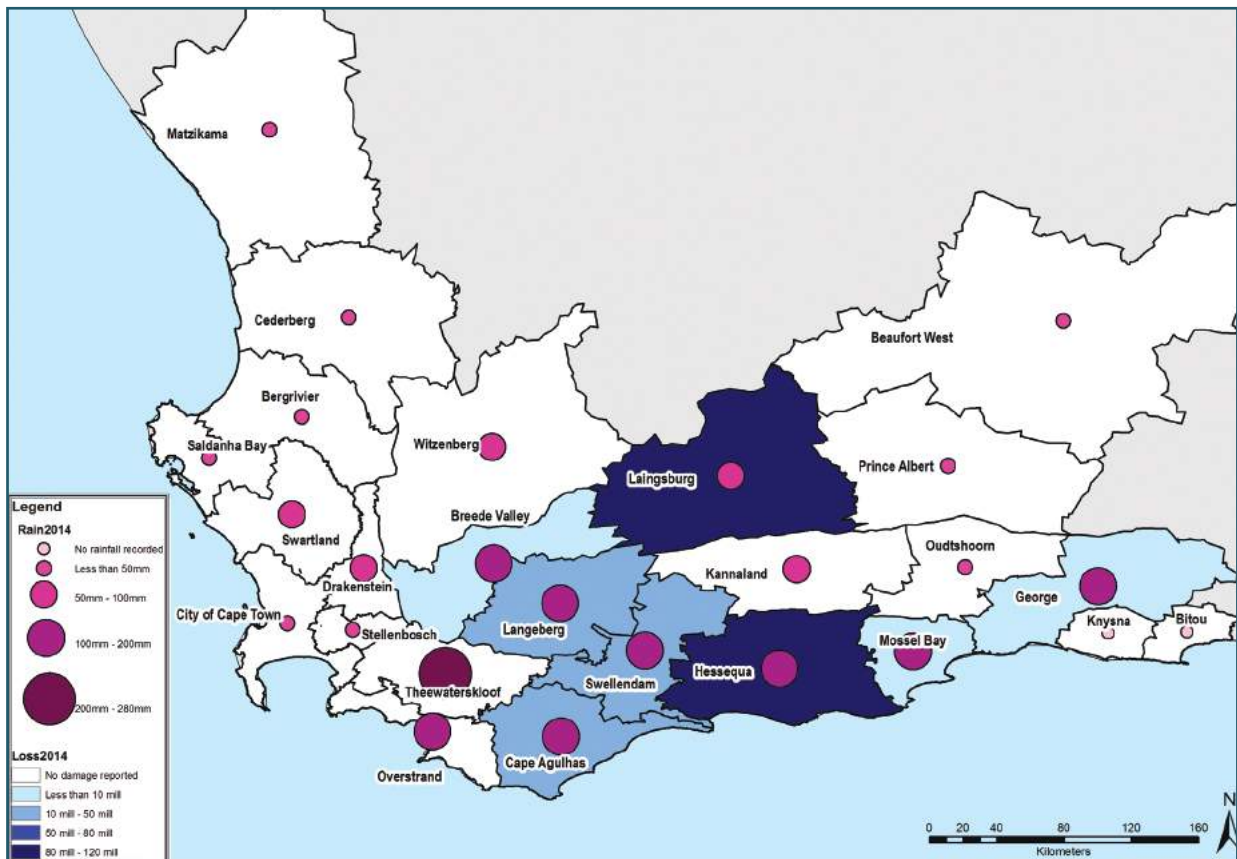 Matzikama
Cederberg
Beaufort West
Bergrivier
Saldanha Bay
Witzenberg
Laingsburg
Prince Albert
Breede Valley
Swartland
Drakenstein
Kannaland
Oudtshoorn
George
City of Cape Town
Stellenbosch
Langeberg
Knysna
Bitou
Mossel Bay
Theewaterskloof
Swellendam
Hessequa
Overstrand
Cape Agulhas
Legend
Rain2014
No rainfall recorded
Less than 50mm
50mm - 100mm
100mm - 200mm
200mm - 280mm
Loss2014
No damage reported
Less than 10 mill
10 mill - 50 mill
50 mill - 80 mill
80 mill - 120 mill
N
0 20 40 80 120 160
Kilometers